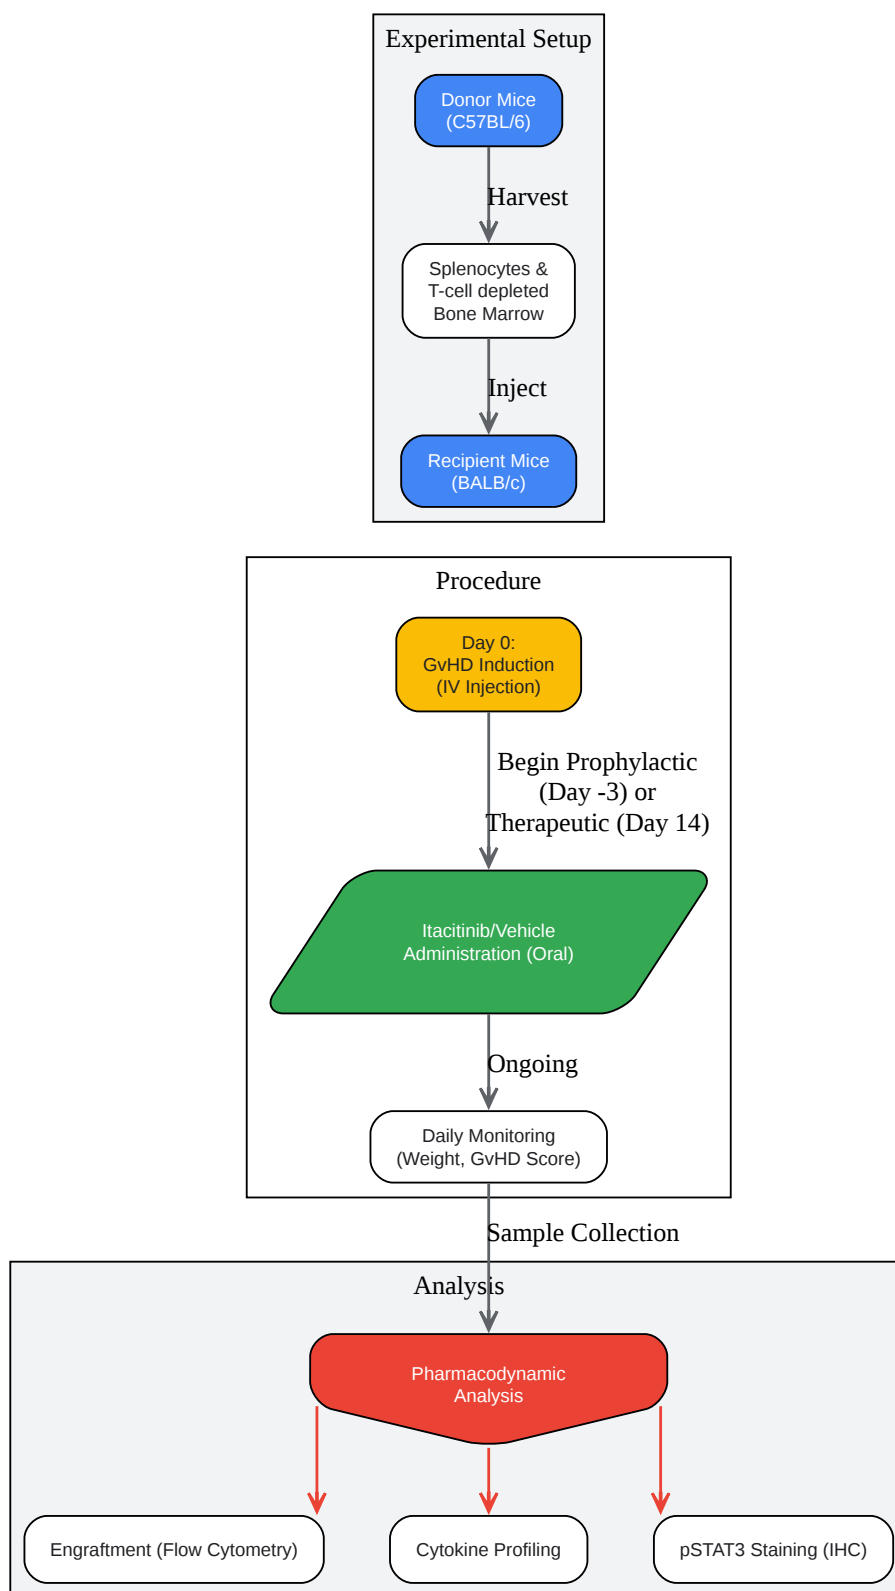 Experimental Setup
Donor Mice
(C57BL/6)
Harvest
Splenocytes &
T-cell depleted
Bone Marrow
Inject
Recipient Mice
(BALB/c)
Procedure
Day 0:
GvHD Induction
(IV Injection)
Begin Prophylactic
(Day -3) or
Therapeutic (Day 14)
Itacitinib/Vehicle
Administration (Oral)
Ongoing
Daily Monitoring
(Weight, GvHD Score)
Sample Collection
Analysis
Pharmacodynamic
Analysis
Engraftment (Flow Cytometry)
Cytokine Profiling
pSTAT3 Staining (IHC)